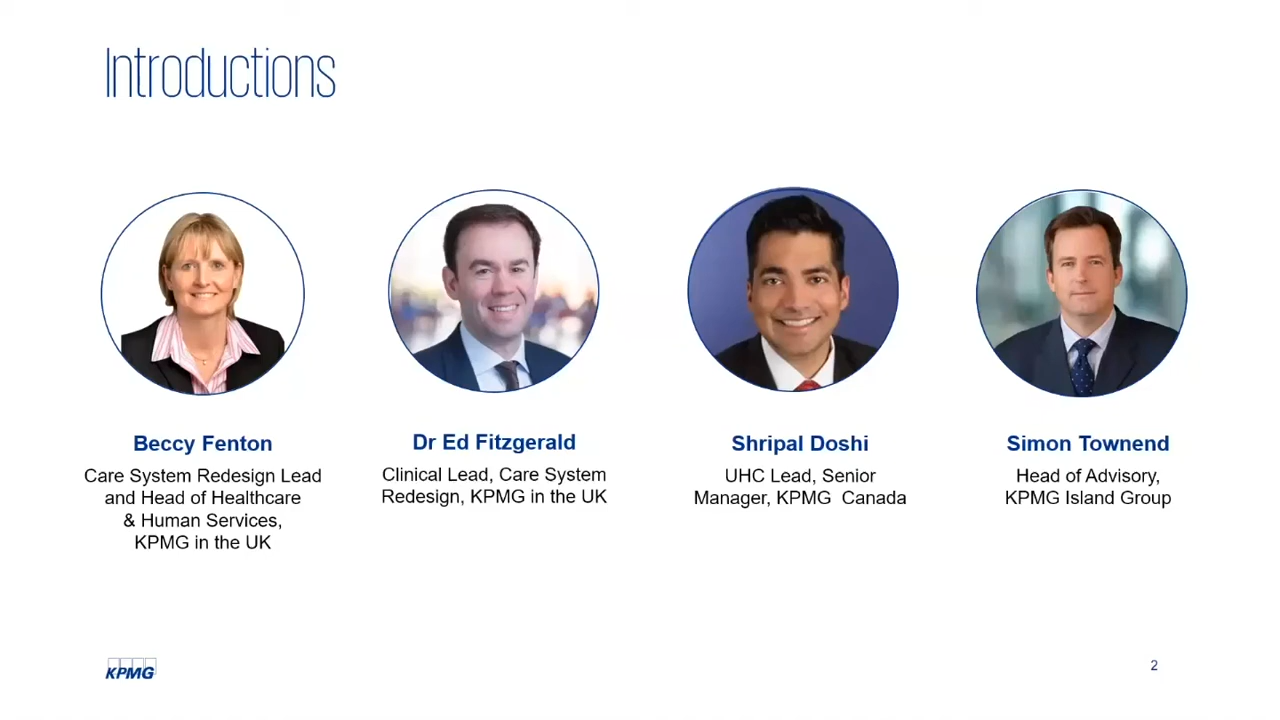 Introductions
Beccy Fenton
Care System Redesign Lead
and Head of Healthcare
& Human Services,
KPMG in the UK
Dr Ed Fitzgerald
Clinical Lead, Care System
Redesign, KPMG in the UK
Shripal Doshi
UHC Lead, Senior
Manager, KPMG Canada
Simon Townend
Head of Advisory,
KPMG Island Group
KPMG
2